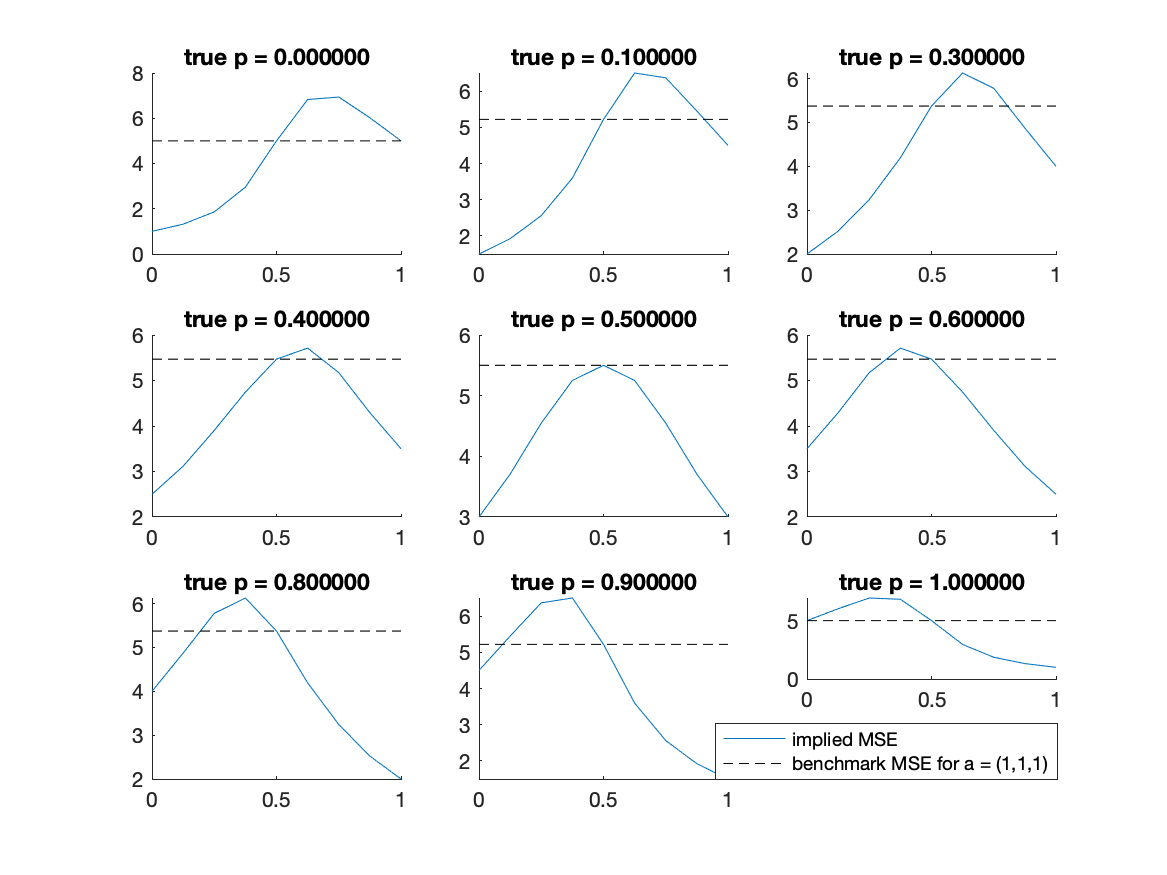 true p = 0.000000
8
6
4
2
0
0 0.5 1
true p = 0.100000
6
5
4
3
2
0 0.5 1
true p = 0.300000
6
5
4
3
2
0 0.5 1
true p = 0.400000
6
5
4
3
2
0 0.5 1
true p = 0.500000
6
5
4
3
0 0.5 1
true p = 0.600000
6
5
4
3
2
0 0.5 1
true p = 0.800000
6
5
4
3
2
0 0.5 1
true p = 0.900000
6
5
4
3
2
0 0.5 1
true p = 1.000000
5
0
0 0.5 1
implied MSE
benchmark MSE for a = (1,1,1)